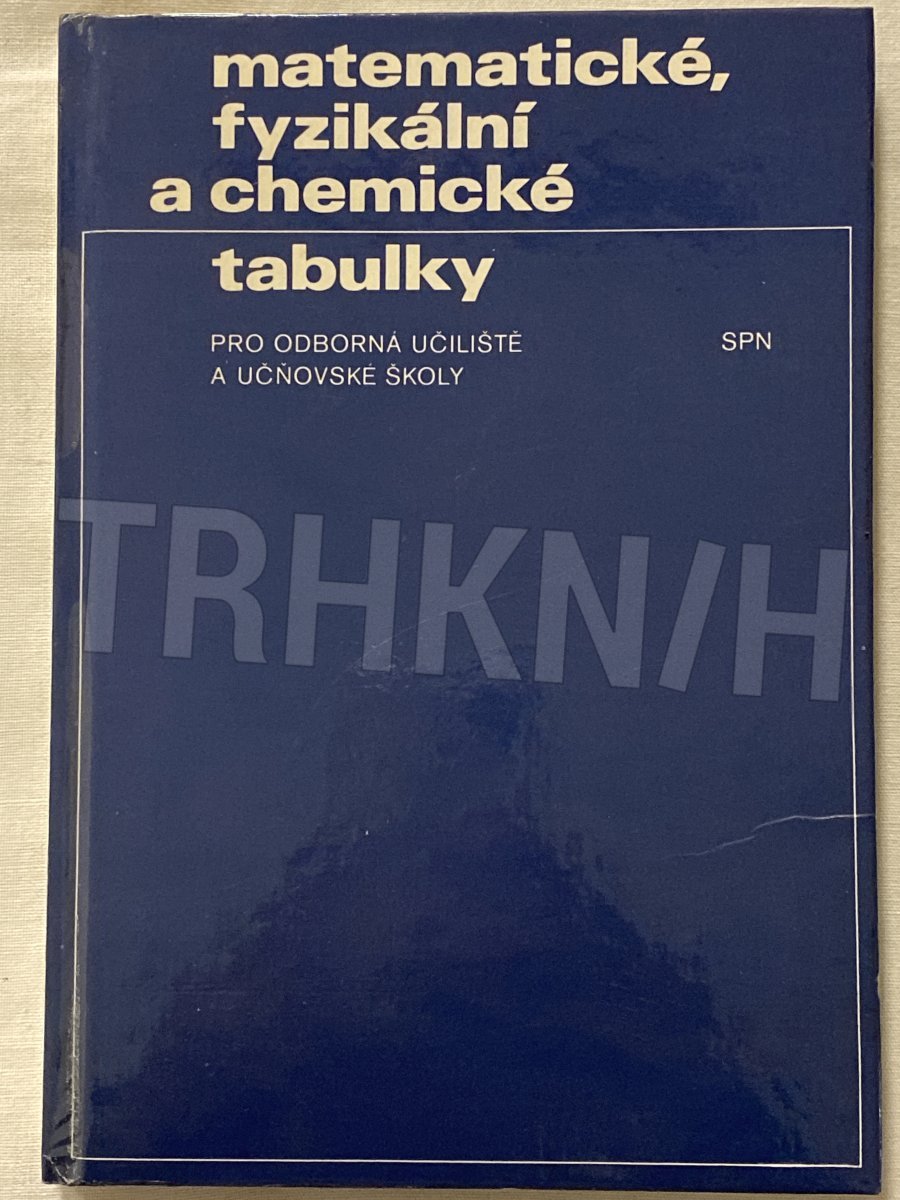 matematické,
fyzikální
a chemické
tabulky
PRO ODBORNÁ UČILIŠTĚ
A UČŇOVSKÉ ŠKOLY
SPN
TRHKN/H